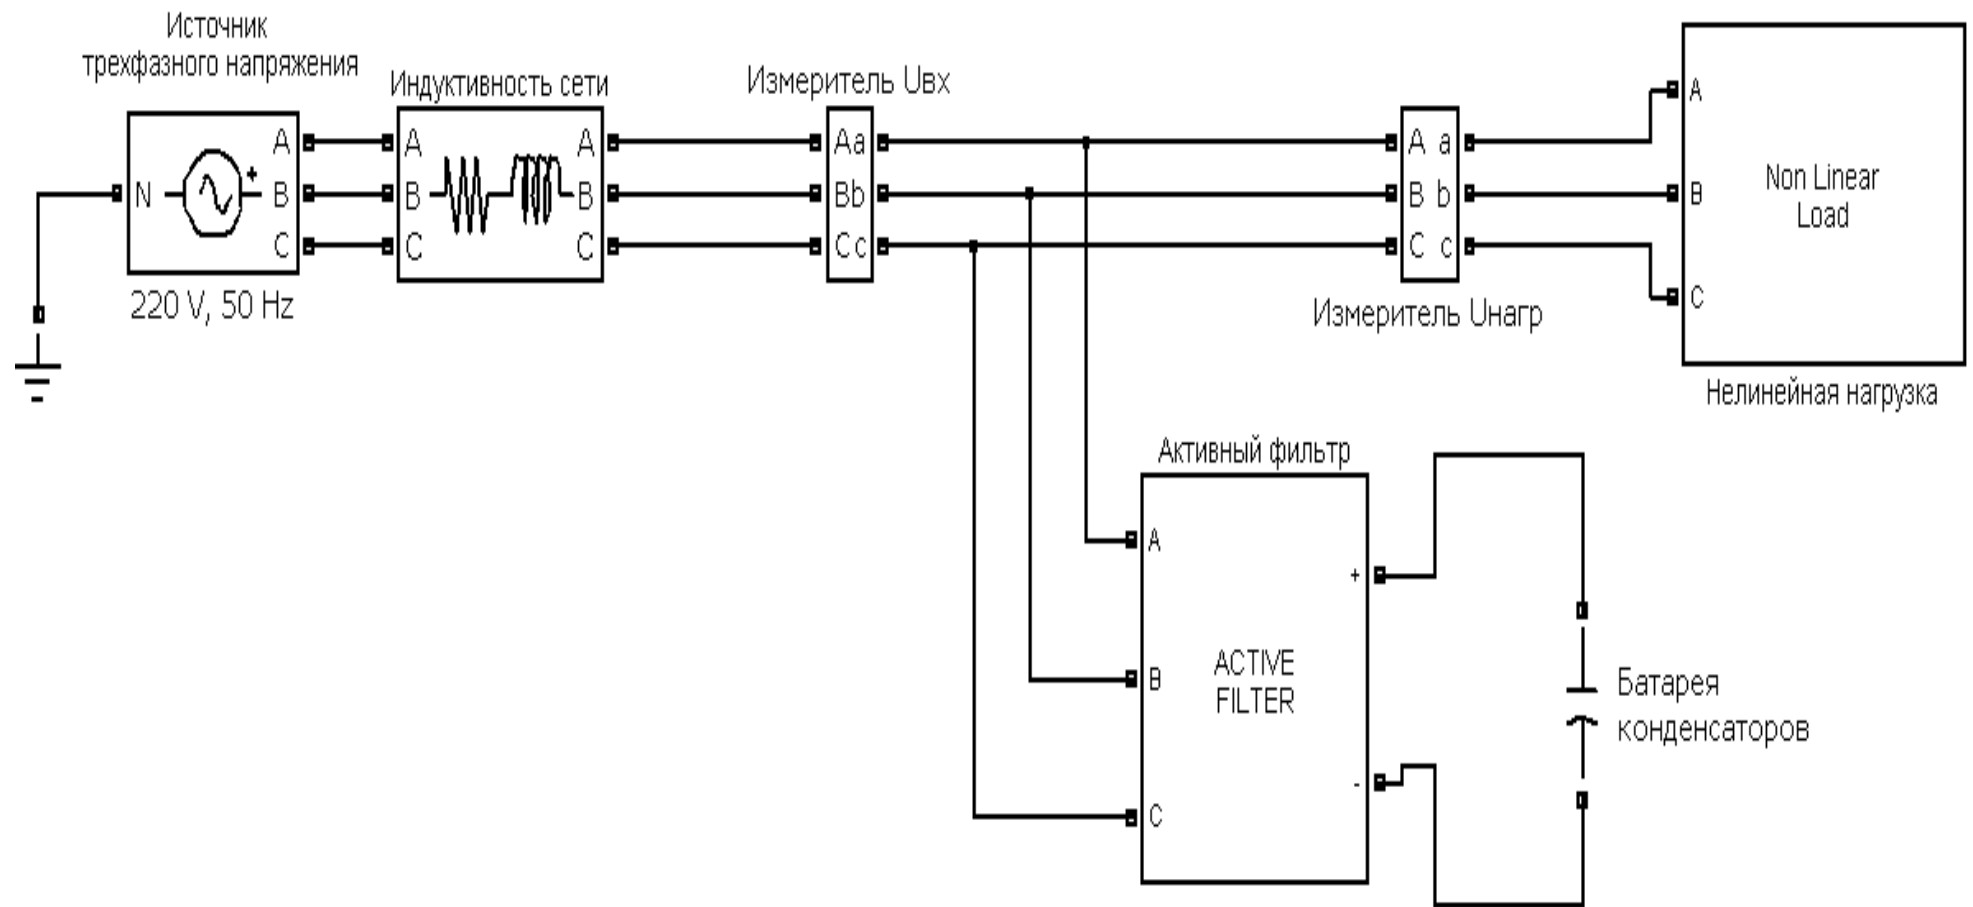 Источник
трехфазного напряжения
Индуктивность сети
Измеритель Uвх
N
A
B
C
A
B
C
A
B
C
Aa
Bb
Cc
A a
B b
C c
A
B
C
Non Linear
Load
220 V, 50 Hz
Измеритель Uнагр
Нелинейная нагрузка
Активный фильтр
A
B
C
+
-
ACTIVE
FILTER
Батарея
конденсаторов